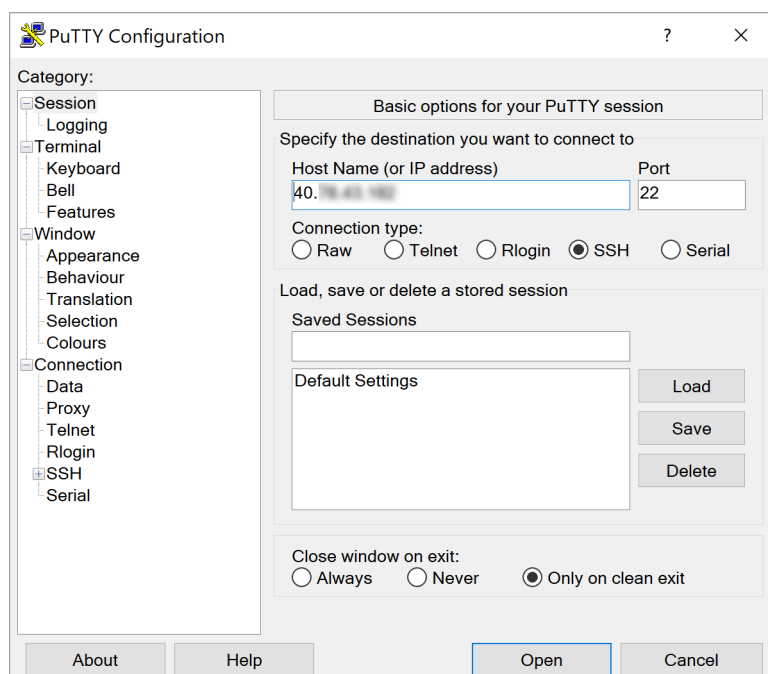 PuTTY Configuration
?
Category:
Session
Logging
Terminal
Keyboard
Bell
Features
Window
Appearance
Behaviour
Translation
Selection
Colours
Connection
Data
Proxy
Telnet
Rlogin
SSH
Serial
Basic options for your PuTTY session
Specify the destination you want to connect to
Host Name (or IP address) Port
40. 22
Connection type:
Raw Telnet Rlogin SSH Serial
Load, save or delete a stored session
Saved Sessions
Default Settings
Load
Save
Delete
Close window on exit:
Always Never Only on clean exit
About Help Open Cancel